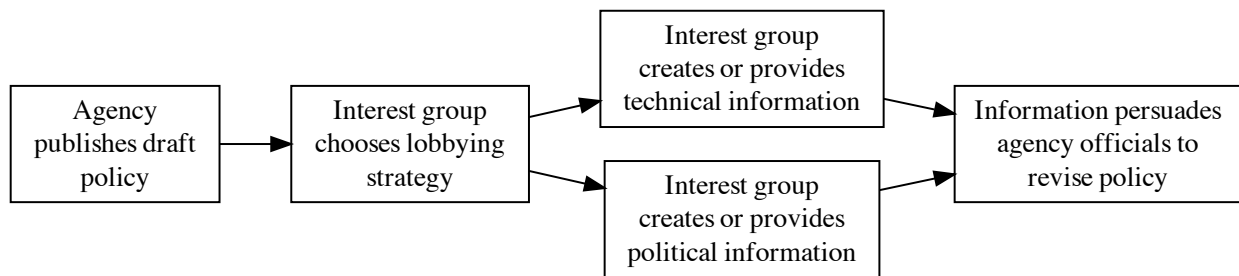 Agency
publishes draft
policy
Interest group
chooses lobbying
strategy
Interest group
creates or provides
technical information
Interest group
creates or provides
political information
Information persuades
agency officials to
revise policy